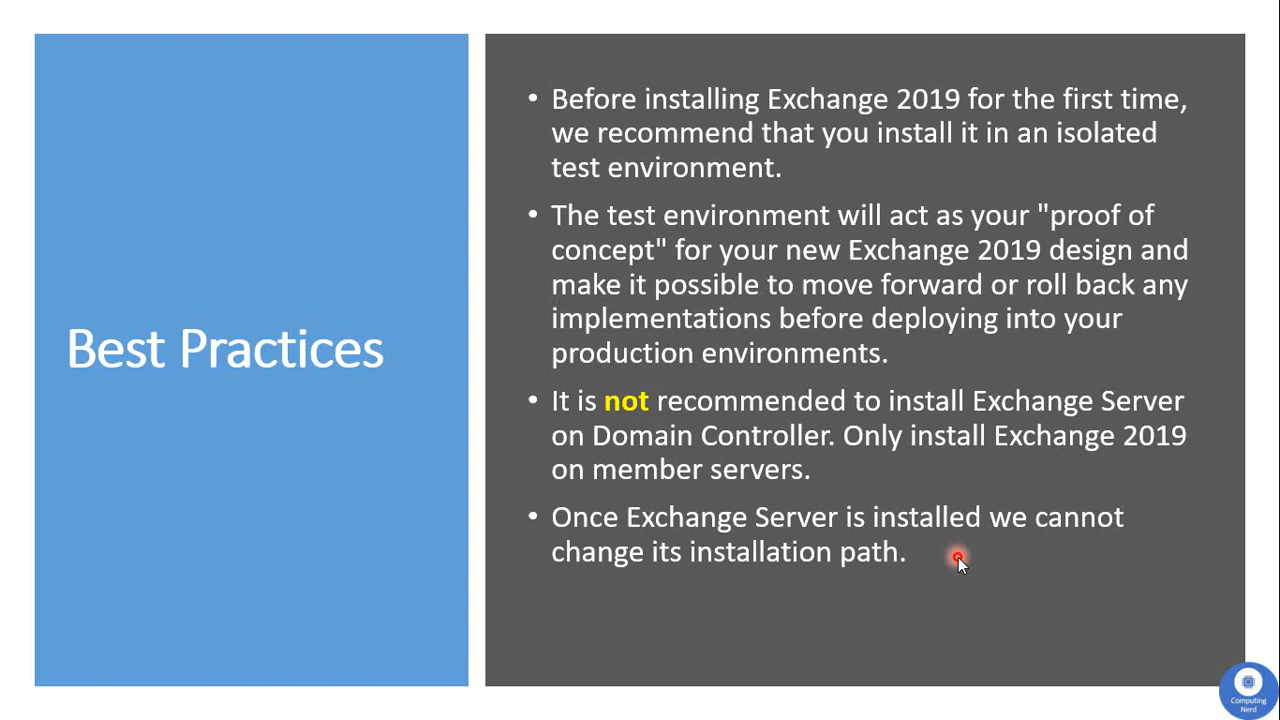 Best Practices
• Before installing Exchange 2019 for the first time,
we recommend that you install it in an isolated
test environment.
• The test environment will act as your "proof of
concept" for your new Exchange 2019 design and
make it possible to move forward or roll back any
implementations before deploying into your
production environments.
• It is not recommended to install Exchange Server
on Domain Controller. Only install Exchange 2019
on member servers.
• Once Exchange Server is installed we cannot
change its installation path.
Computing
Nerd